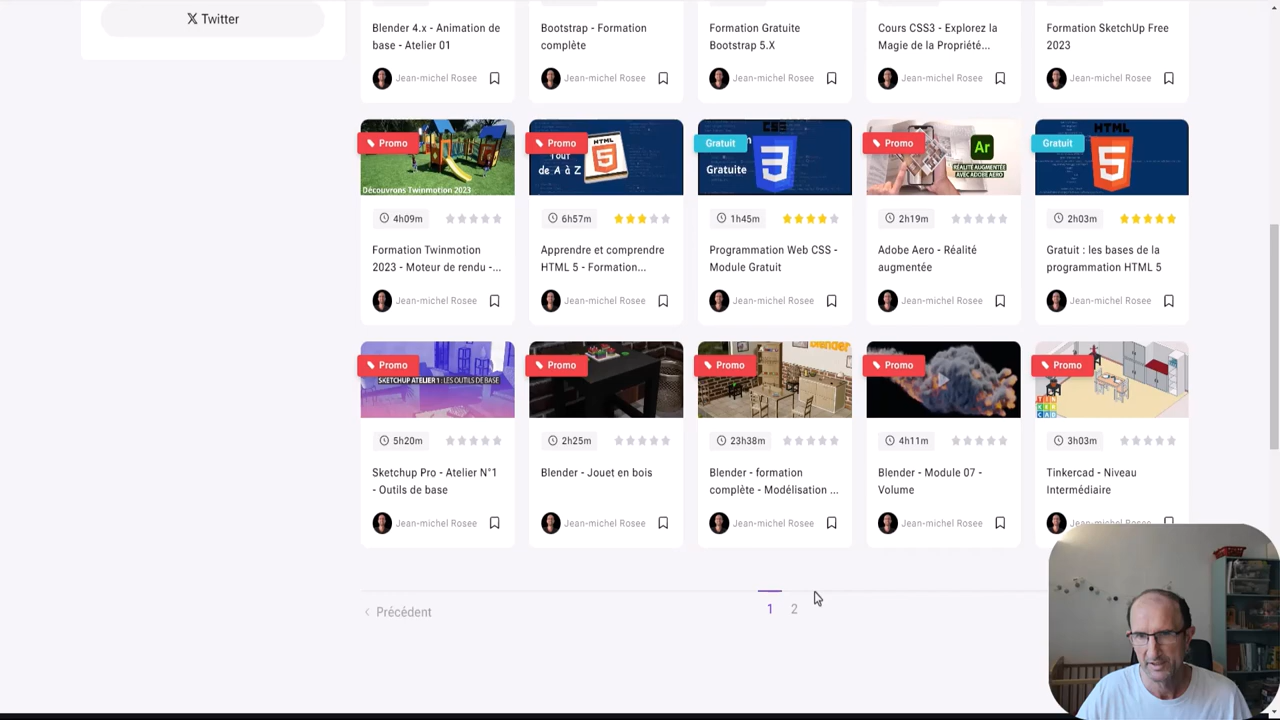 Twitter
Blender 4.x - Animation de
base - Atelier 01
Jean-michel Rosee
Bootstrap - Formation
complète
Jean-michel Rosee
Formation Gratuite
Bootstrap 5.X
Jean-michel Rosee
Cours CSS3 - Explorez la
Magie de la Propriété...
Jean-michel Rosee
Formation SketchUp Free
2023
Jean-michel Rosee
Promo
Découvrons Twinmotion 2023
4h09m
Formation Twinmotion
2023 - Moteur de rendu -...
Jean-michel Rosee
Promo
Tout
de A à Z
HTML
5
6h57m
Apprendre et comprendre
HTML 5 - Formation...
Jean-michel Rosee
Gratuit
CSS
Gratuite
3
1h45m
Programmation Web CSS -
Module Gratuit
Jean-michel Rosee
Promo
Ar
RÉALITÉ AUGMENTÉE
AVEC ADOBE AERO
2h19m
Adobe Aero - Réalité
augmentée
Jean-michel Rosee
Gratuit
HTML
5
2h03m
Gratuit : les bases de la
programmation HTML 5
Jean-michel Rosee
Promo
SKETCHUP ATELIER 1 : LES OUTILS DE BASE
5h20m
Sketchup Pro - Atelier N°1
- Outils de base
Jean-michel Rosee
Promo
2h25m
Blender - Jouet en bois
Jean-michel Rosee
Promo
blender
23h38m
Blender - formation
complète - Modélisation ...
Jean-michel Rosee
Promo
4h11m
Blender - Module 07 -
Volume
Jean-michel Rosee
Promo
TIN
KER
CAD
3h03m
Tinkercad - Niveau
Intermédiaire
Jean-michel Rosee
Précédent
1 2